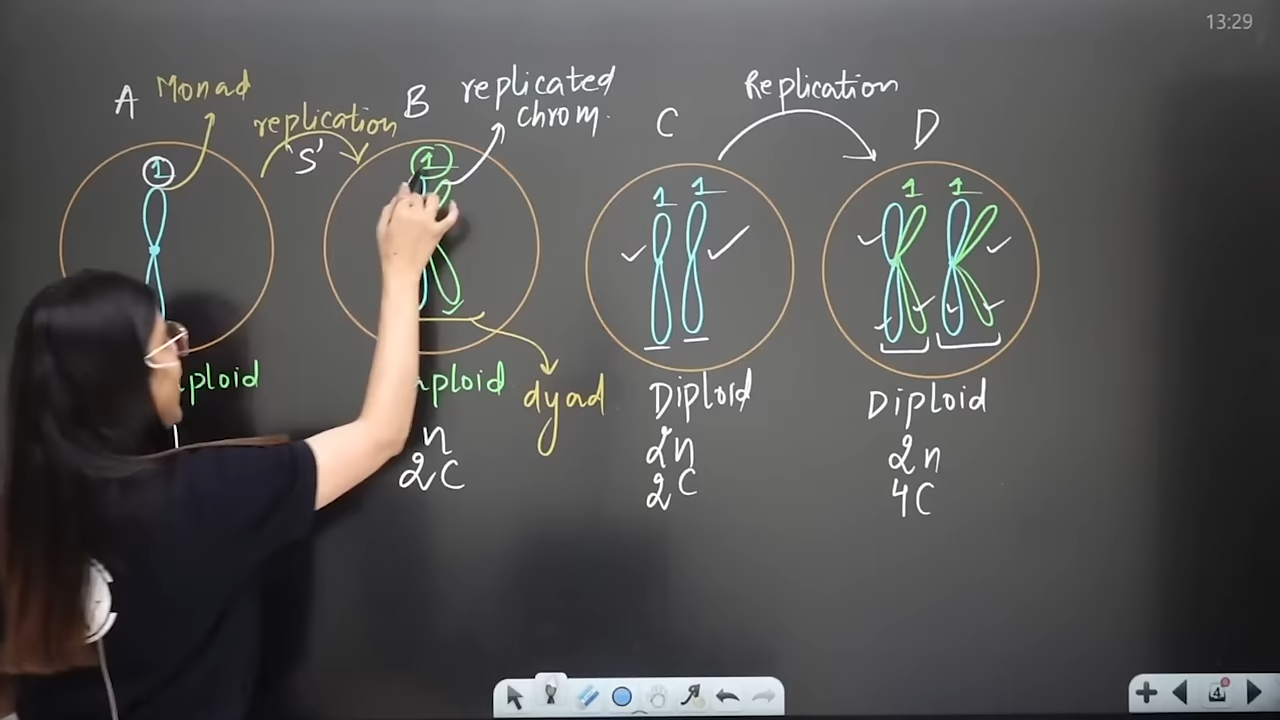 13:29
A Monad
replication
'S'
B
replicated
chrom.
C
Replication
D
1
1
1 1
1 1
ploid
ploid
dyad
Diploid
Diploid
n
2C
2n
2C
2n
4C
4